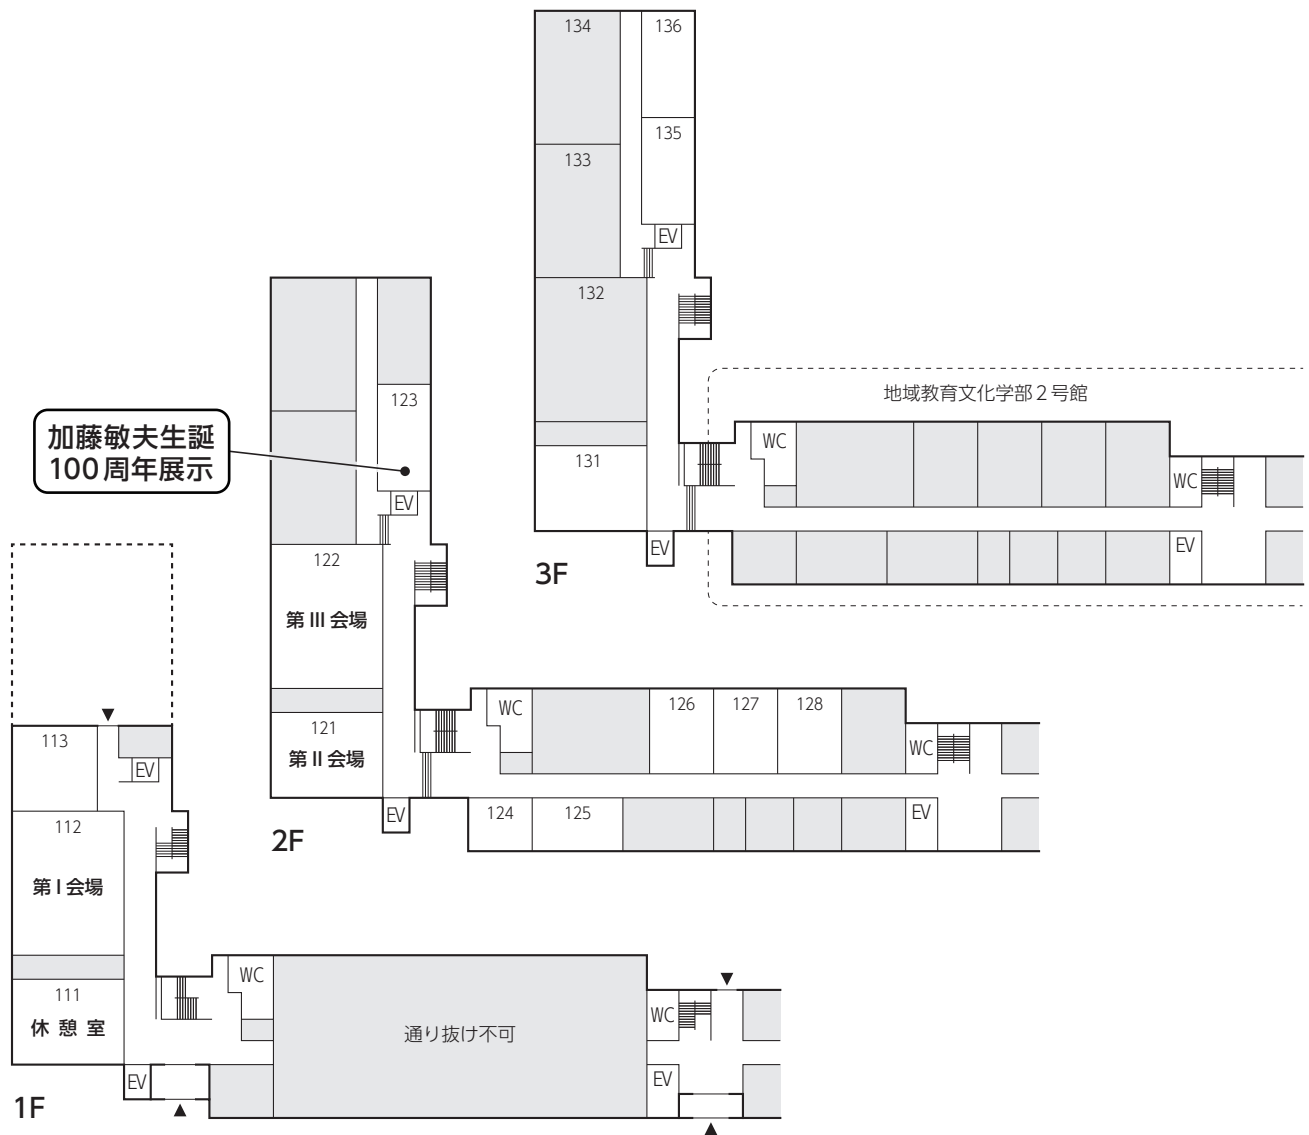 134
136
135
133
EV
132
131
EV
3F
地域教育文化学部2号館
WC
WC
EV
加藤敏夫生誕
100周年展示
123
EV
122
第 III 会場
121
第 II 会場
EV
2F
WC
126
127
128
WC
124
125
EV
113
EV
112
第 I 会場
111
休 憩 室
EV
1F
WC
通り抜け不可
WC
EV